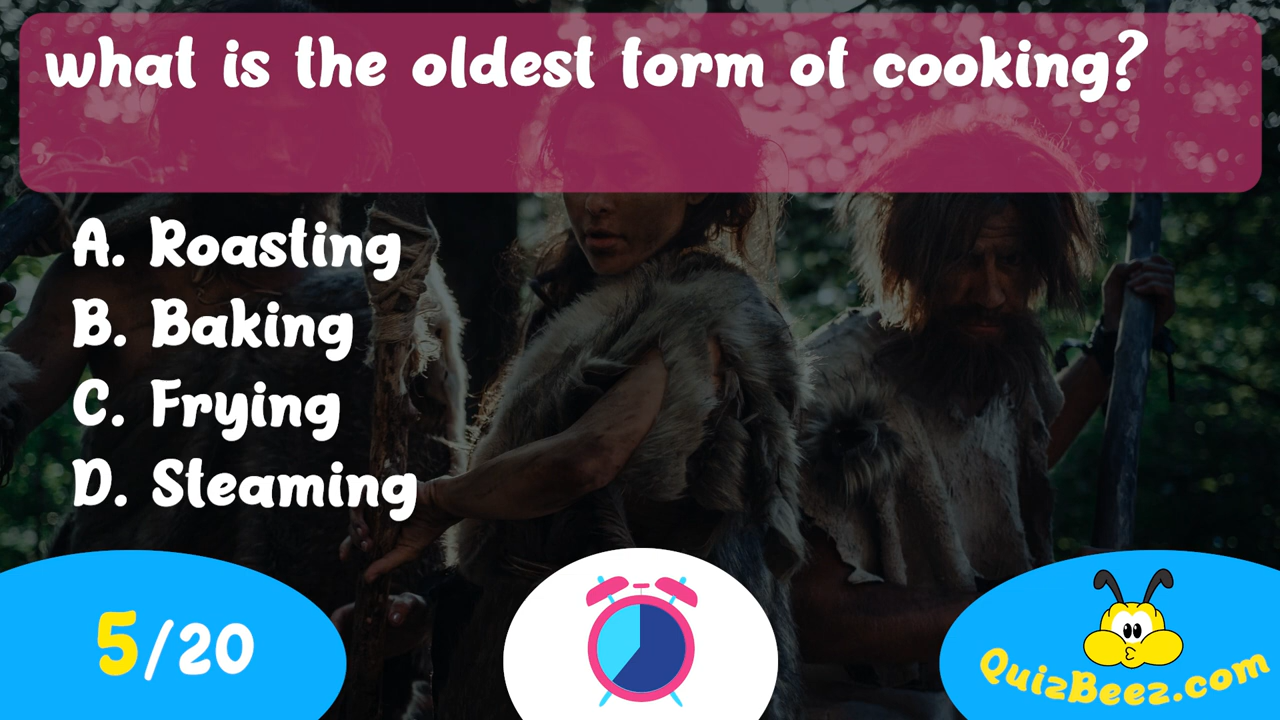 what is the oldest form of cooking?
A. Roasting
B. Baking
C. Frying
D. Steaming
5/20
QuizBeez.com